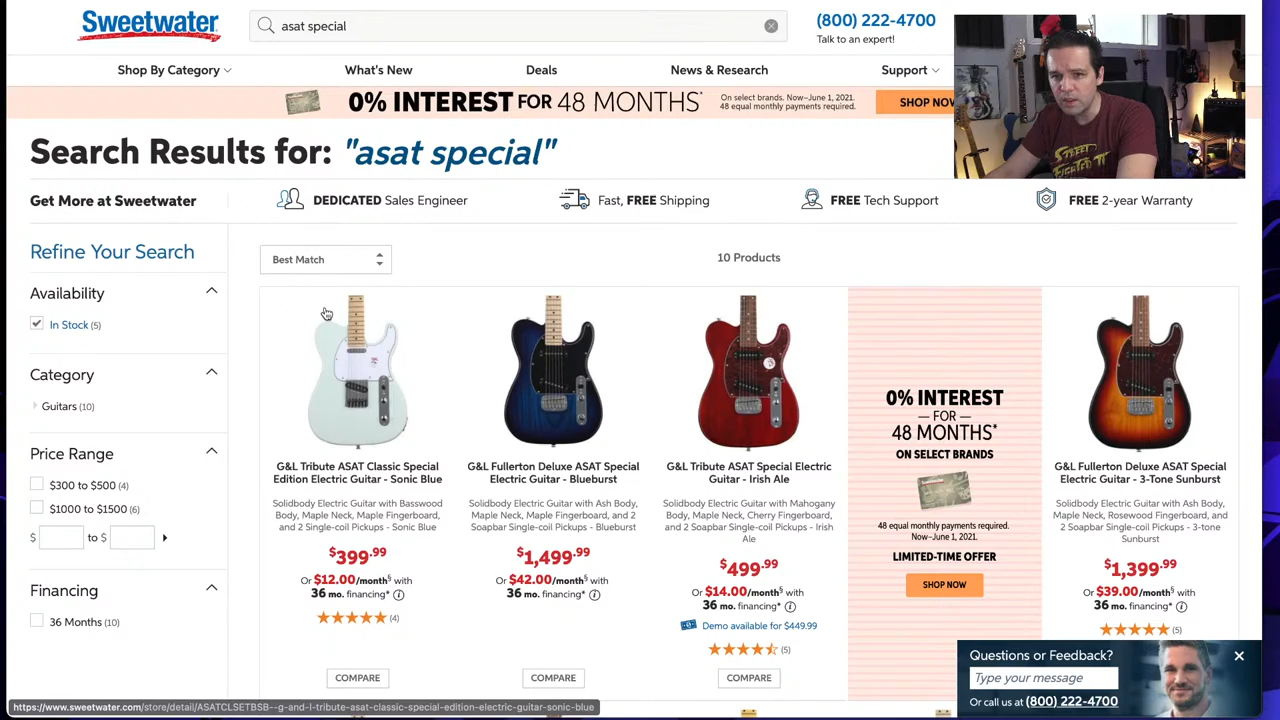 Sweetwater
asat special
(800) 222-4700
Talk to an expert!
Shop By Category
What's New
Deals
News & Research
Support
0% INTEREST FOR 48 MONTHS*
On select brands. Now–June 1, 2021.
48 equal monthly payments required.
SHOP NOW
STREET
FIGHTER II
Search Results for: "asat special"
Get More at Sweetwater
DEDICATED Sales Engineer
Fast, FREE Shipping
FREE Tech Support
FREE 2-year Warranty
Refine Your Search
Best Match
10 Products
Availability
In Stock (5)
Category
Guitars (10)
Price Range
$300 to $500 (4)
$1000 to $1500 (6)
$ to $
Financing
36 Months (10)
G&L Tribute ASAT Classic Special
Edition Electric Guitar - Sonic Blue
Solidbody Electric Guitar with Basswood
Body, Maple Neck, Maple Fingerboard,
and 2 Single-coil Pickups - Sonic Blue
$399.99
Or $12.00/month§ with
36 mo. financing*
(4)
COMPARE
G&L Fullerton Deluxe ASAT Special
Electric Guitar - Blueburst
Solidbody Electric Guitar with Ash Body,
Maple Neck, Maple Fingerboard, and 2
Soapbar Single-coil Pickups - Blueburst
$1,499.99
Or $42.00/month§ with
36 mo. financing*
COMPARE
G&L Tribute ASAT Special Electric
Guitar - Irish Ale
Solidbody Electric Guitar with Mahogany
Body, Maple Neck, Cherry Fingerboard,
and 2 Soapbar Single-coil Pickups - Irish
Ale
$499.99
Or $14.00/month§ with
36 mo. financing*
Demo available for $449.99
(5)
COMPARE
0% INTEREST
FOR
48 MONTHS*
ON SELECT BRANDS
48 equal monthly payments required.
Now–June 1, 2021.
LIMITED-TIME OFFER
SHOP NOW
G&L Fullerton Deluxe ASAT Special
Electric Guitar - 3-Tone Sunburst
Solidbody Electric Guitar with Ash Body,
Maple Neck, Rosewood Fingerboard, and
2 Soapbar Single-coil Pickups - 3-tone
Sunburst
$1,399.99
Or $39.00/month§ with
36 mo. financing*
(5)
Questions or Feedback?
Type your message
Or call us at (800) 222-4700
https://www.sweetwater.com/store/detail/ASATCLSETBSB--g-and-l-tribute-asat-classic-special-edition-electric-guitar-sonic-blue